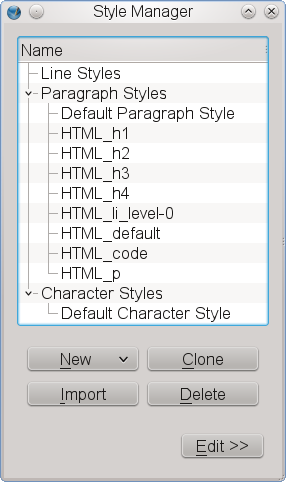 Style Manager
Name
Line Styles
Paragraph Styles
Default Paragraph Style
HTML_h1
HTML_h2
HTML_h3
HTML_h4
HTML_li_level-0
HTML_default
HTML_code
HTML_p
Character Styles
Default Character Style
New Clone
Import Delete
Edit >>